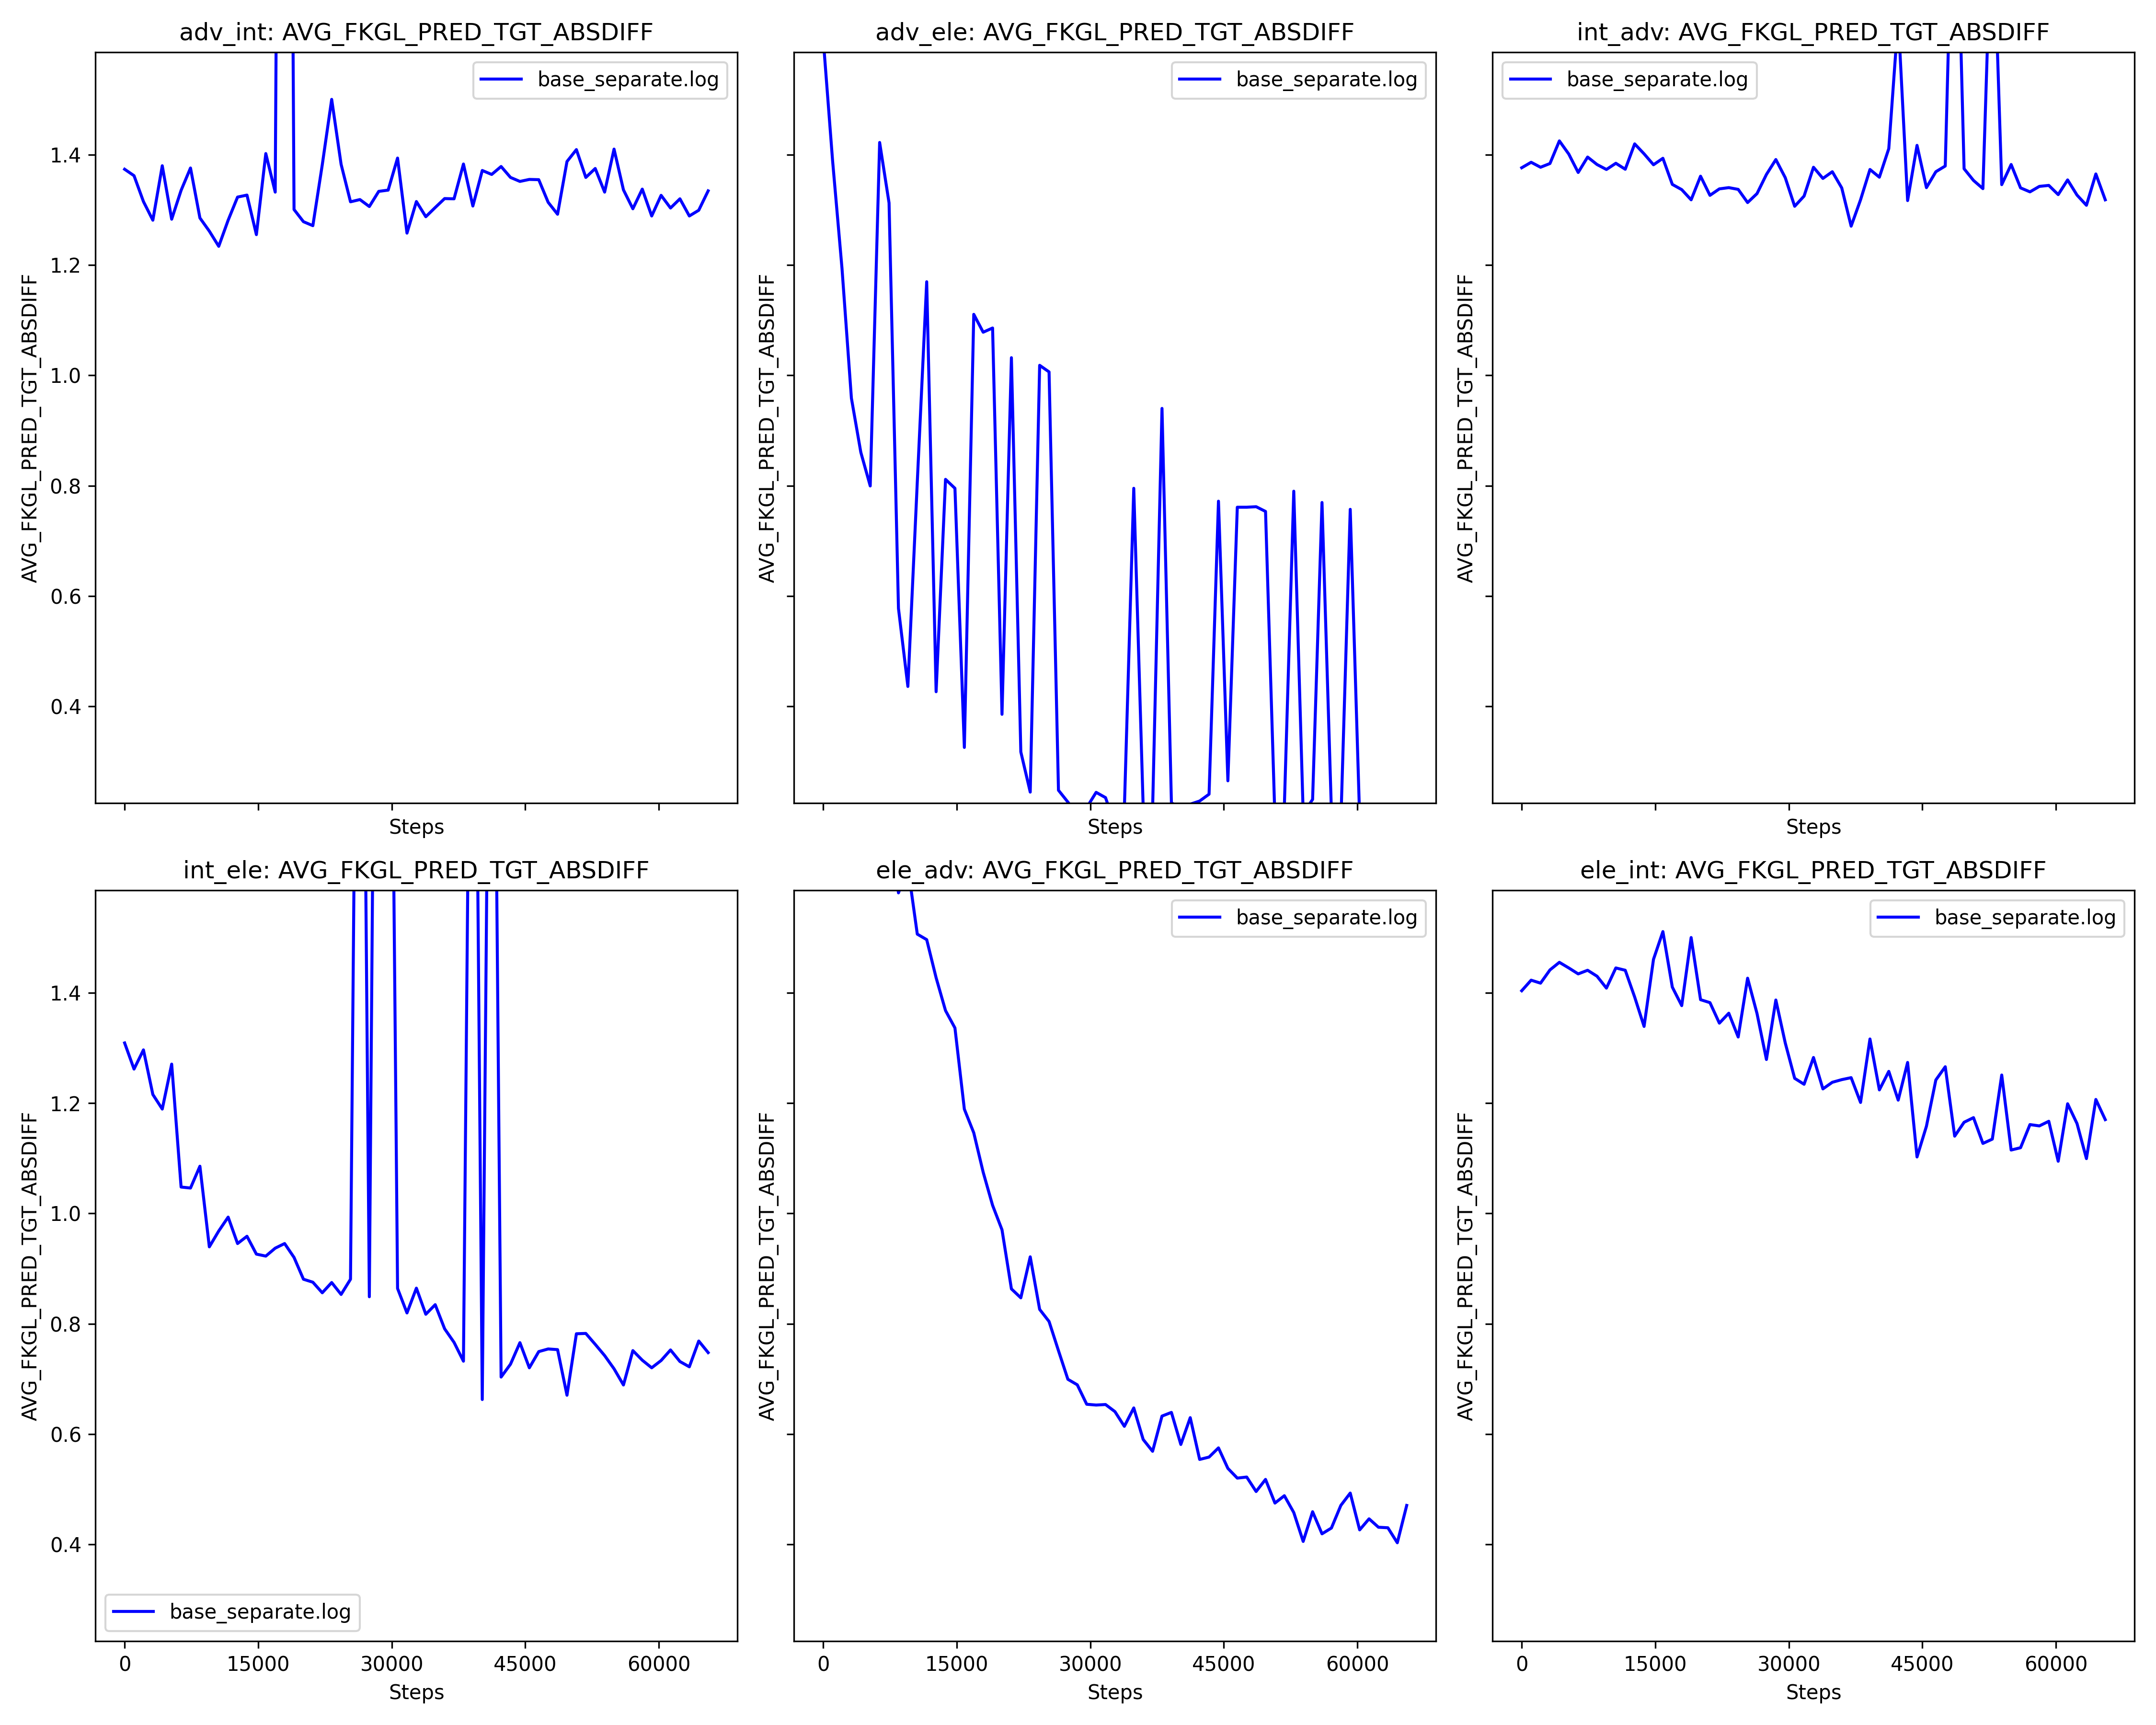 adv_int: AVG_FKGL_PRED_TGT_ABSDIFF
adv_ele: AVG_FKGL_PRED_TGT_ABSDIFF
int_adv: AVG_FKGL_PRED_TGT_ABSDIFF
base_separate.log
base_separate.log
base_separate.log
AVG_FKGL_PRED_TGT_ABSDIFF
1.4
1.2
1.0
0.8
0.6
0.4
AVG_FKGL_PRED_TGT_ABSDIFF
AVG_FKGL_PRED_TGT_ABSDIFF
Steps
Steps
Steps
int_ele: AVG_FKGL_PRED_TGT_ABSDIFF
ele_adv: AVG_FKGL_PRED_TGT_ABSDIFF
ele_int: AVG_FKGL_PRED_TGT_ABSDIFF
base_separate.log
base_separate.log
AVG_FKGL_PRED_TGT_ABSDIFF
1.4
1.2
1.0
0.8
0.6
0.4
AVG_FKGL_PRED_TGT_ABSDIFF
AVG_FKGL_PRED_TGT_ABSDIFF
base_separate.log
0 15000 30000 45000 60000
0 15000 30000 45000 60000
0 15000 30000 45000 60000
Steps
Steps
Steps